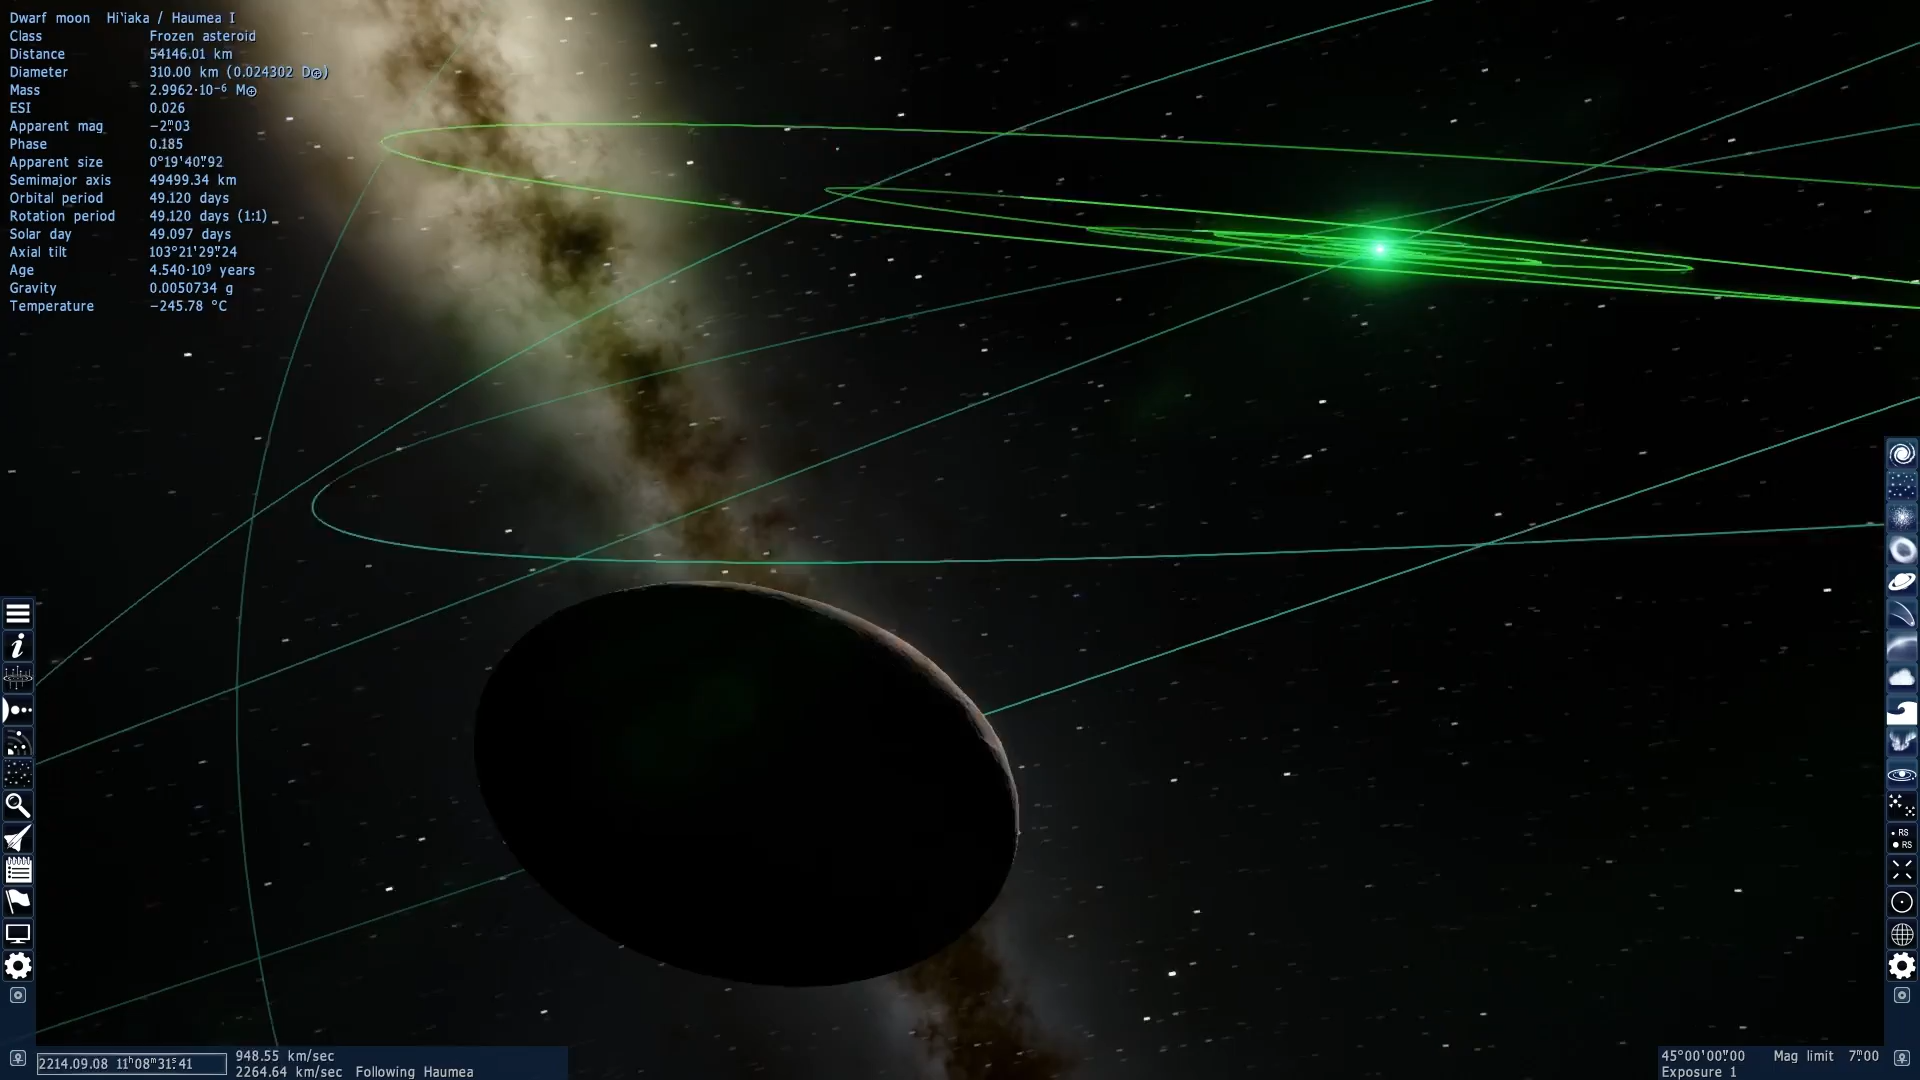 Dwarf moon Hi'iaka / Haumea I
Class Frozen asteroid
Distance 54146.01 km
Diameter 310.00 km (0.024302 D⊕)
Mass 2.9962·10⁻⁶ M⊕
ESI 0.026
Apparent mag −2ᵐ03
Phase 0.185
Apparent size 0°19'40"92
Semimajor axis 49499.34 km
Orbital period 49.120 days
Rotation period 49.120 days (1:1)
Solar day 49.097 days
Axial tilt 103°21'29"24
Age 4.540·10⁹ years
Gravity 0.0050734 g
Temperature −245.78 °C
RS
RS
2214.09.08 11ʰ08ᵐ31ˢ41
948.55 km/sec
2264.64 km/sec Following Haumea
45°00'00"00 Mag limit 7ᵐ00
Exposure 1